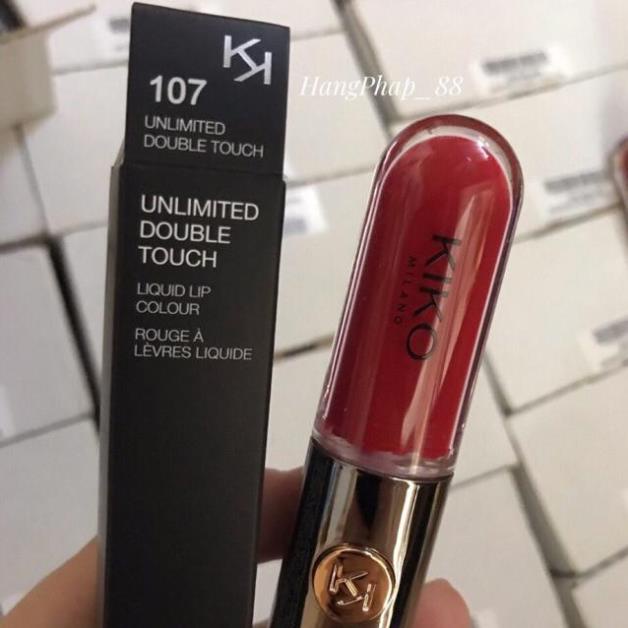 KK
107
UNLIMITED
DOUBLE TOUCH
UNLIMITED
DOUBLE
TOUCH
LIQUID LIP
COLOUR
ROUGE À
LÈVRES LIQUIDE
HangPhap_88
KIKO
MILANO
KK